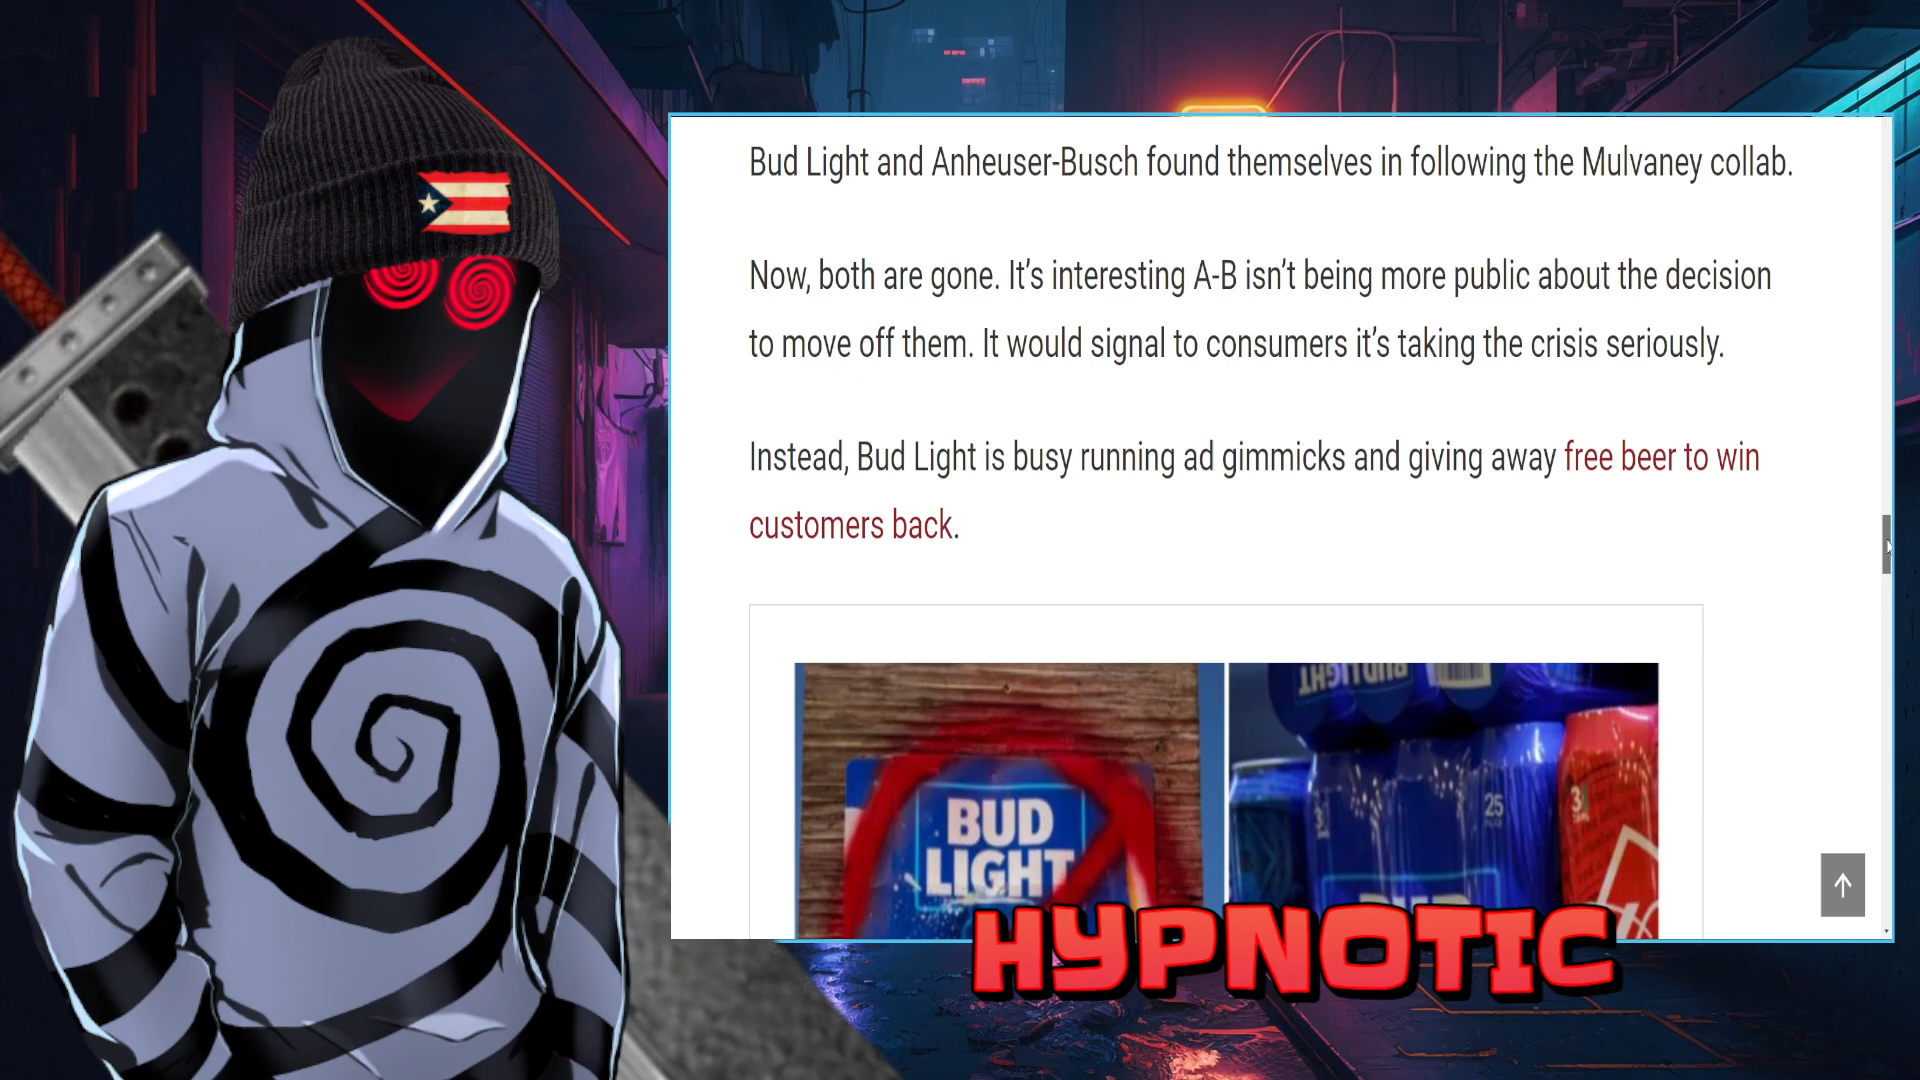 Bud Light and Anheuser-Busch found themselves in following the Mulvaney collab.
Now, both are gone. It’s interesting A-B isn’t being more public about the decision
to move off them. It would signal to consumers it’s taking the crisis seriously.
Instead, Bud Light is busy running ad gimmicks and giving away free beer to win
customers back.
BUD LIGHT
25
BUD
LIGHT
HYPNOTIC